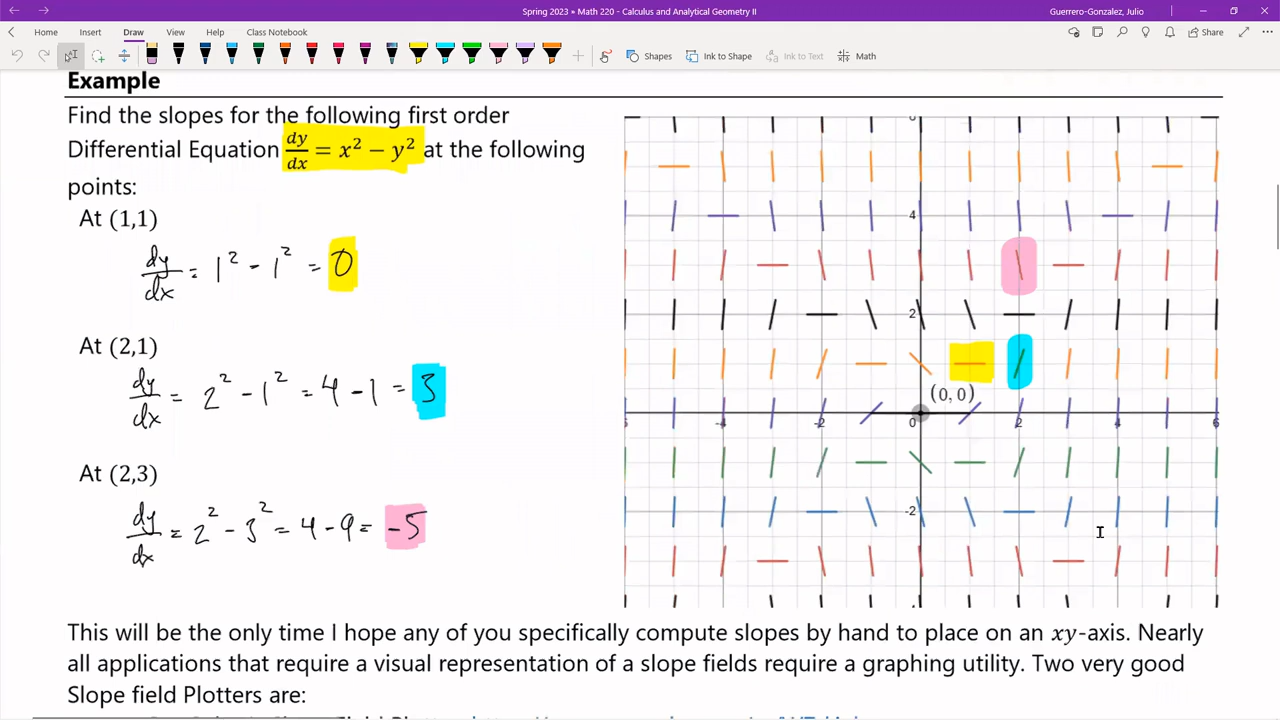 Spring 2023 » Math 220 - Calculus and Analytical Geometry II
Guerrero-Gonzalez, Julio
Home Insert Draw View Help Class Notebook
Share
Shapes Ink to Shape Ink to Text Math
Example
Find the slopes for the following first order
Differential Equation dy/dx = x² − y² at the following
points:
At (1,1)
dy/dx = 1² - 1² = 0
At (2,1)
dy/dx = 2² - 1² = 4 - 1 = 3
At (2,3)
dy/dx = 2² - 3² = 4 - 9 = -5
4
2
(0, 0)
-4 -2 0 2 4 6
-2
This will be the only time I hope any of you specifically compute slopes by hand to place on an xy-axis. Nearly
all applications that require a visual representation of a slope fields require a graphing utility. Two very good
Slope field Plotters are: